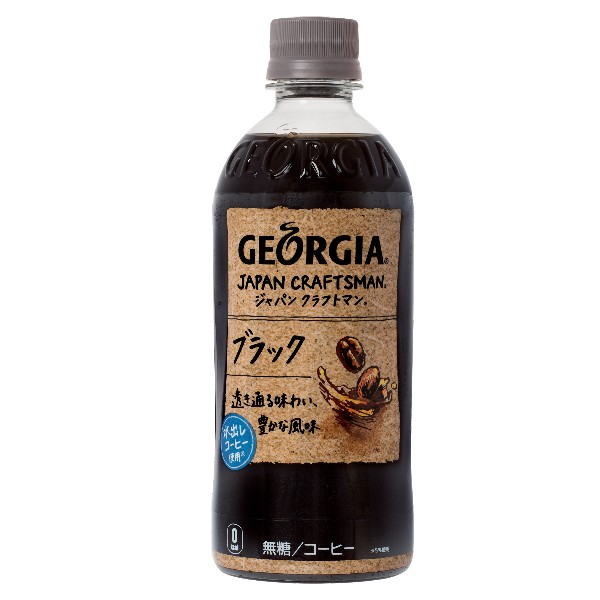 GEORGIA
GEORGIA®
JAPAN CRAFTSMAN®
ジャパン クラフトマン®
ブラック
透き通る味わい、
豊かな風味
水出し
コーヒー
使用※
0
kcal
無糖/コーヒー